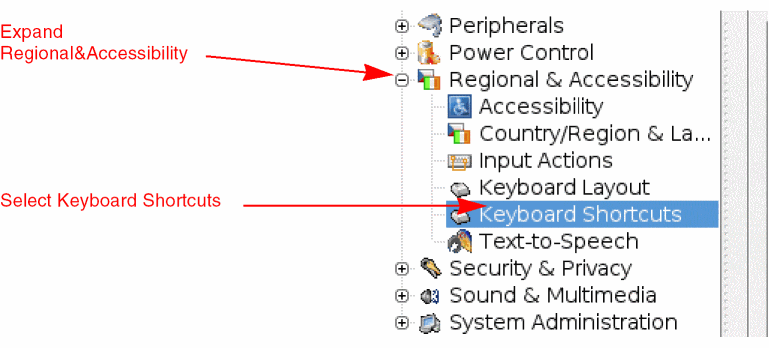 Expand
Regional&Accessibility
Select Keyboard Shortcuts
Peripherals
Power Control
Regional & Accessibility
Accessibility
Country/Region & La...
Input Actions
Keyboard Layout
Keyboard Shortcuts
Text-to-Speech
Security & Privacy
Sound & Multimedia
System Administration